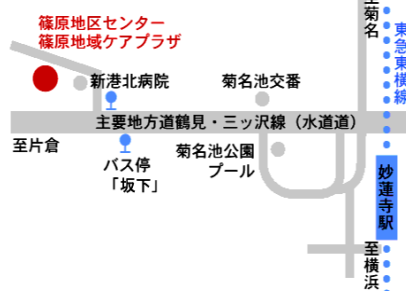 篠原地区センター
篠原地域ケアプラザ
至菊名
東急東横線
新港北病院
菊名池交番
主要地方道鶴見・三ッ沢線（水道道）
至片倉
バス停
「坂下」
菊名池公園
プール
妙蓮寺駅
至横浜